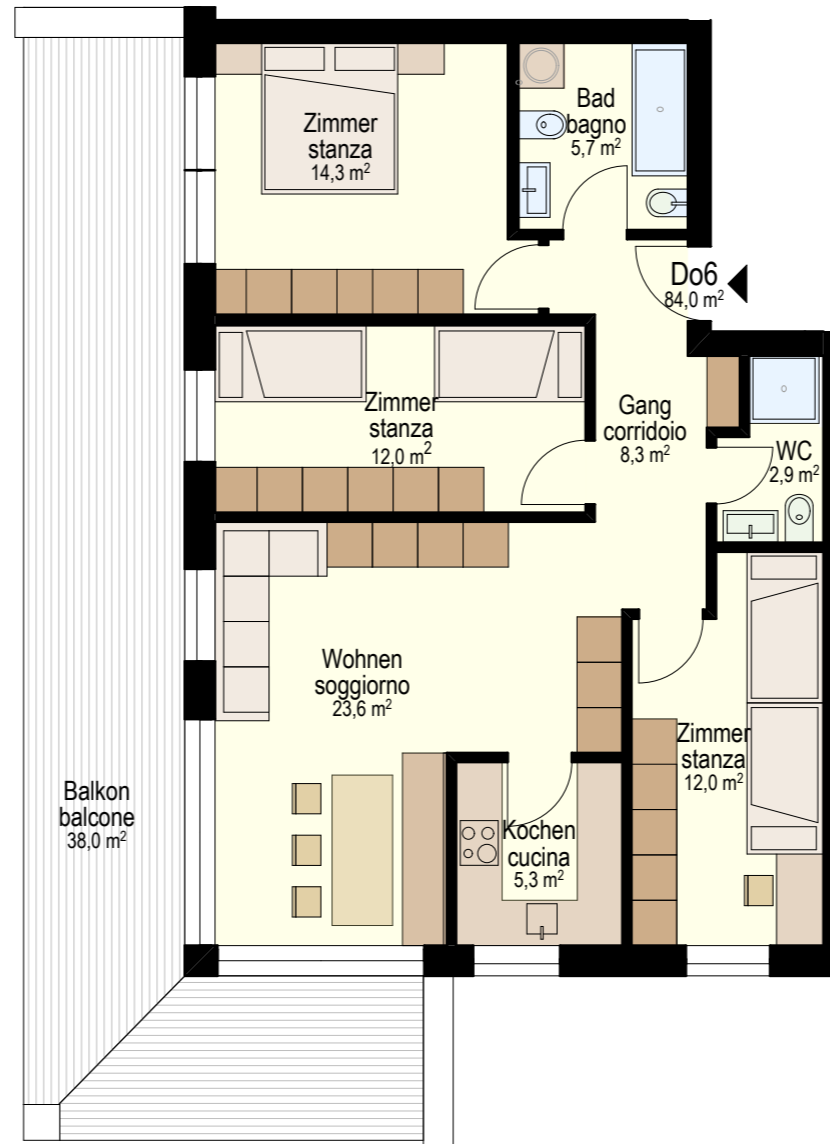 Zimmer
stanza
14,3 m²
Bad
bagno
5,7 m²
Do6
84,0 m²
Zimmer
stanza
12,0 m²
Gang
corridoio
8,3 m²
WC
2,9 m²
Wohnen
soggiorno
23,6 m²
Zimmer
stanza
12,0 m²
Balkon
balcone
38,0 m²
Kochen
cucina
5,3 m²